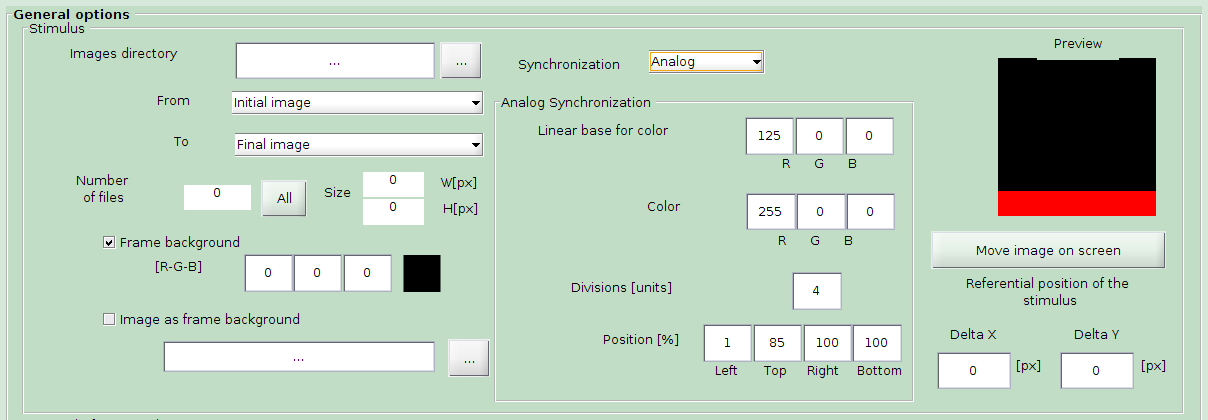 General options
Stimulus
Images directory
...
...
From
Initial image
To
Final image
Number
of files
0
All
Size
0
W[px]
0
H[px]
Frame background
[R-G-B]
0
0
0
Image as frame background
...
...
Synchronization
Analog
Analog Synchronization
Linear base for color
125
0
0
R
G
B
Color
255
0
0
R
G
B
Divisions [units]
4
Position [%]
1
85
100
100
Left
Top
Right
Bottom
Preview
Move image on screen
Referential position of the
stimulus
Delta X
Delta Y
0
[px]
0
[px]